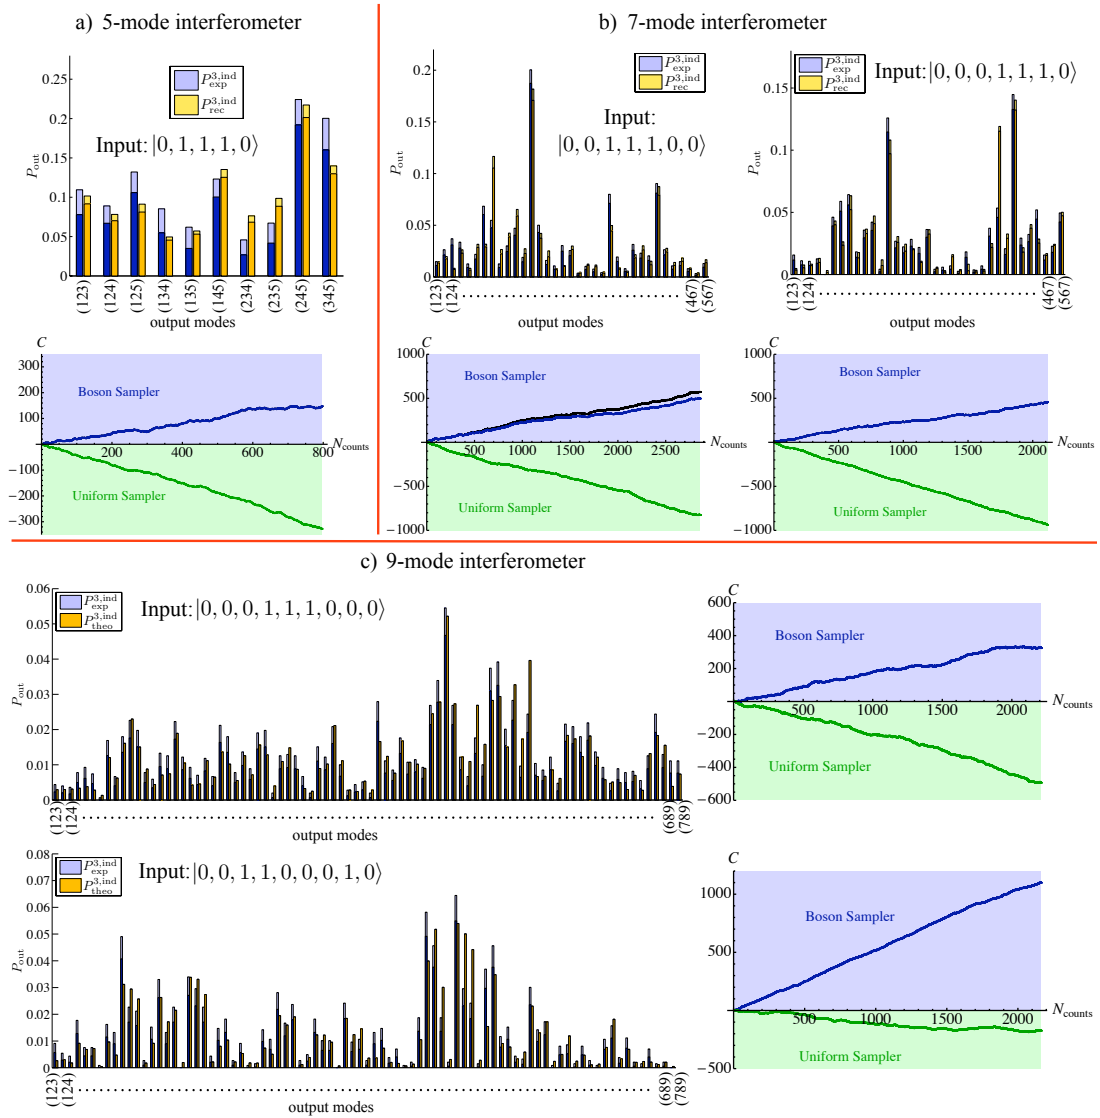 a) 5-mode interferometer
b) 7-mode interferometer
P_out
0.25
0.2
0.15
0.1
0.05
0
P^{3,ind}_{exp}
P^{3,ind}_{rec}
Input: |0, 1, 1, 1, 0⟩
(123)
(124)
(125)
(134)
(135)
(145)
(234)
(235)
(245)
(345)
output modes
P_out
0.2
0.15
0.1
0.05
0
P^{3,ind}_{exp}
P^{3,ind}_{rec}
Input:
|0, 0, 1, 1, 1, 0, 0⟩
(123)
(124)
(467)
(567)
output modes
P_out
0.15
0.1
0.05
0
P^{3,ind}_{exp}
P^{3,ind}_{rec}
Input: |0, 0, 0, 1, 1, 1, 0⟩
(123)
(124)
(467)
(567)
output modes
C
300
200
100
−100
−200
−300
Boson Sampler
200
400
600
800
N_counts
Uniform Sampler
C
1000
500
0
−500
−1000
Boson Sampler
500
1000
1500
2000
2500
N_counts
Uniform Sampler
C
1000
500
0
−500
−1000
Boson Sampler
500
1000
1500
2000
N_counts
Uniform Sampler
c) 9-mode interferometer
P_out
0.06
0.05
0.04
0.03
0.02
0.01
0
P^{3,ind}_{exp}
P^{3,ind}_{theo}
Input: |0, 0, 0, 1, 1, 1, 0, 0, 0⟩
(123)
(124)
(689)
(789)
output modes
C
600
400
200
−200
−400
−600
Boson Sampler
500
1000
1500
2000
N_counts
Uniform Sampler
P_out
0.08
0.07
0.06
0.05
0.04
0.03
0.02
0.01
0
P^{3,ind}_{exp}
P^{3,ind}_{theo}
Input: |0, 0, 1, 1, 0, 0, 0, 1, 0⟩
(123)
(124)
(689)
(789)
output modes
C
1000
500
0
−500
Boson Sampler
500
1000
1500
2000
N_counts
Uniform Sampler